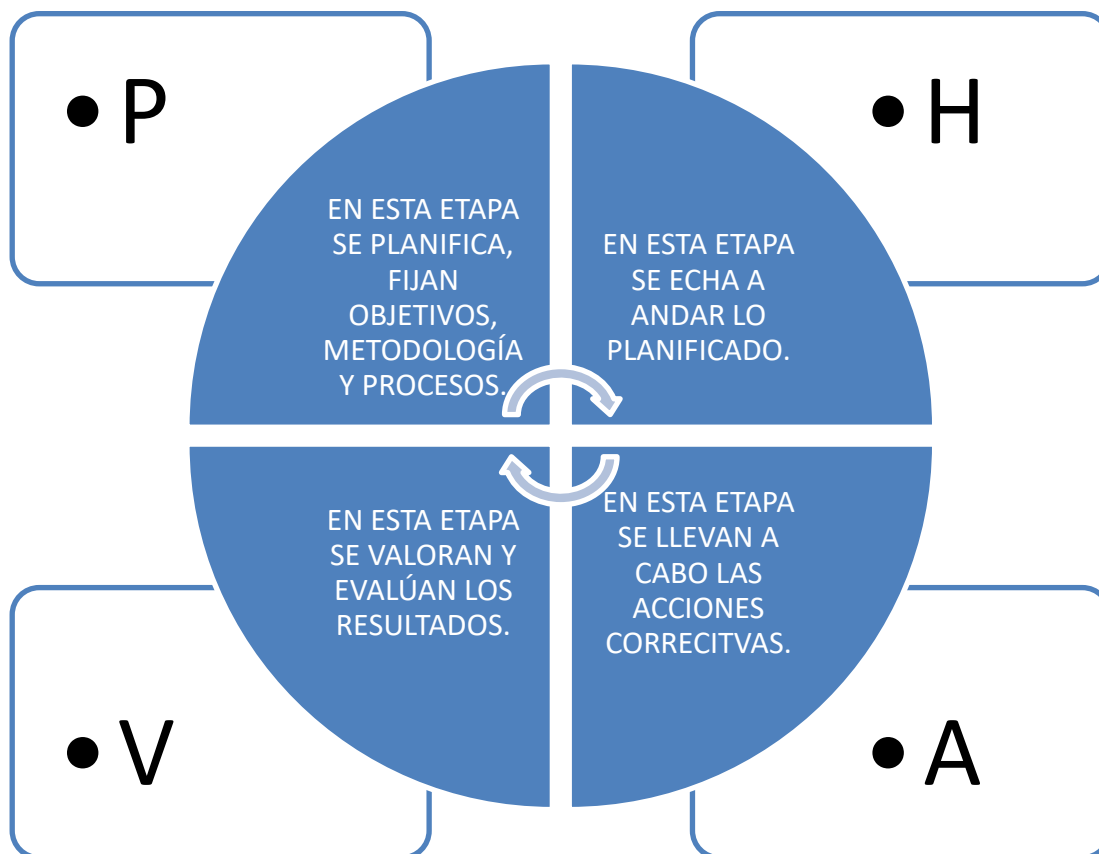 • P
EN ESTA ETAPA
SE PLANIFICA,
FIJAN
OBJETIVOS,
METODOLOGÍA
Y PROCESOS.
• H
EN ESTA ETAPA
SE ECHA A
ANDAR LO
PLANIFICADO.
• V
EN ESTA ETAPA
SE VALORAN Y
EVALÚAN LOS
RESULTADOS.
• A
EN ESTA ETAPA
SE LLEVAN A
CABO LAS
ACCIONES
CORRECITVAS.